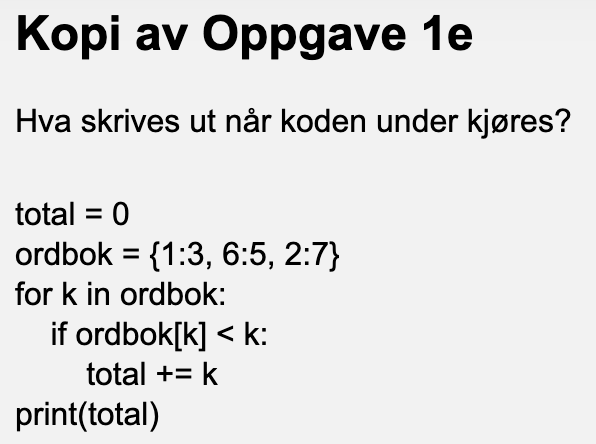 Kopi av Oppgave 1e
Hva skrives ut når koden under kjøres?
total = 0
ordbok = {1:3, 6:5, 2:7}
for k in ordbok:
    if ordbok[k] < k:
        total += k
print(total)